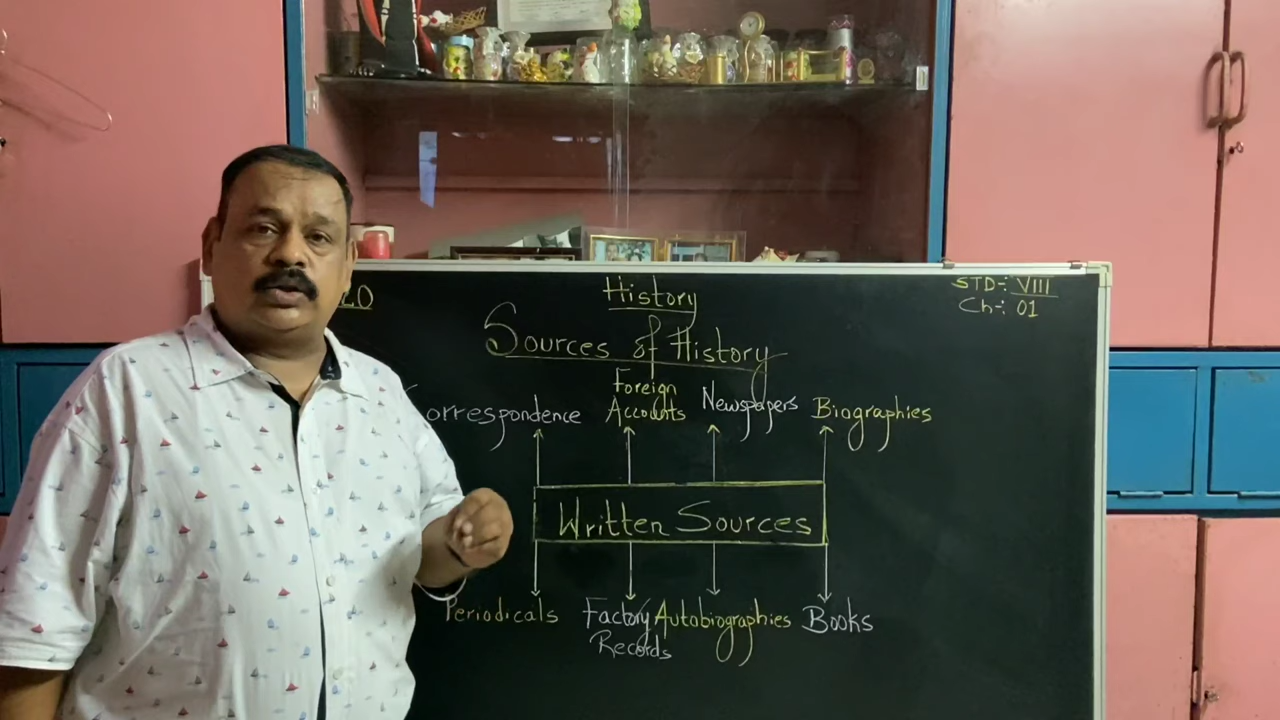 History
STD-: VIII
Ch-: 01
Sources of History
Correspondence
Foreign Accounts
Newspapers
Biographies
Written Sources
Periodicals
Factory Records
Autobiographies
Books